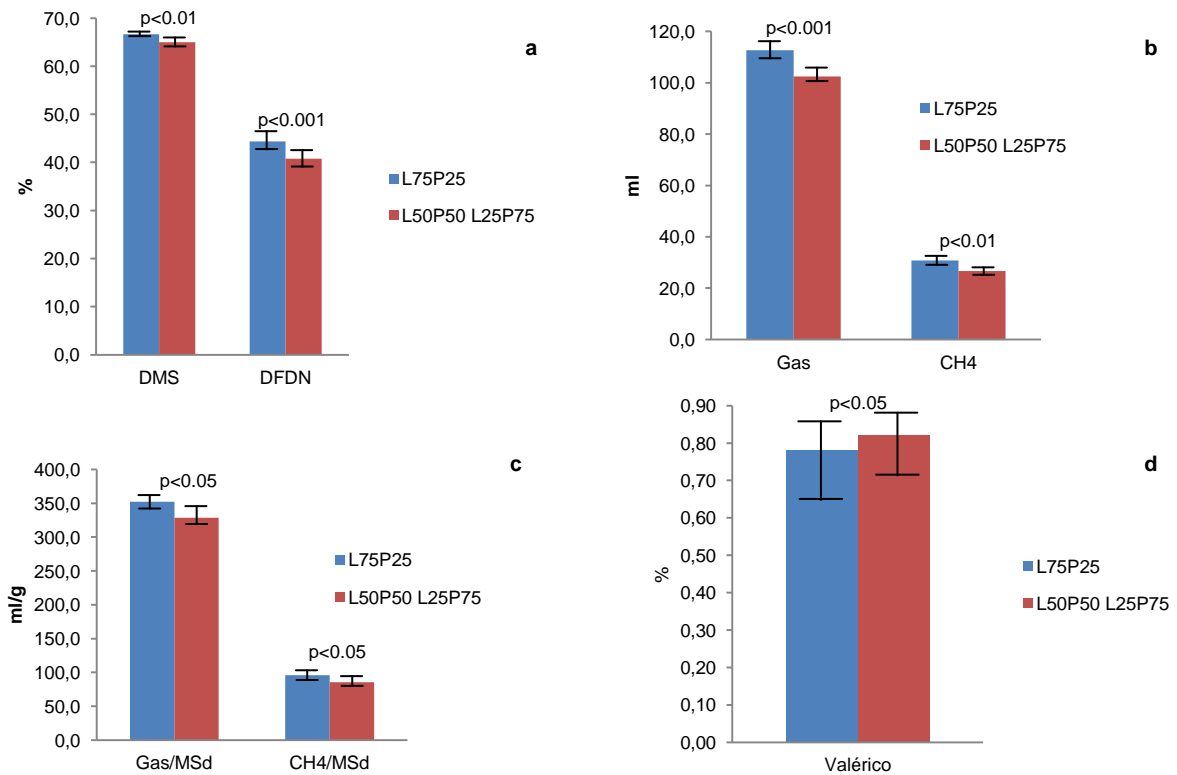 70,0
60,0
50,0
40,0
30,0
20,0
10,0
0,0
%
p<0.01
p<0.001
DMS
DFDN
a
L75P25
L50P50 L25P75
120,0
100,0
80,0
60,0
40,0
20,0
0,0
ml
p<0.001
p<0.01
Gas
CH4
b
L75P25
L50P50 L25P75
400,0
350,0
300,0
250,0
200,0
150,0
100,0
50,0
0,0
ml/g
p<0.05
p<0.05
Gas/MSd
CH4/MSd
c
L75P25
L50P50 L25P75
0,90
0,80
0,70
0,60
0,50
0,40
0,30
0,20
0,10
0,00
%
p<0.05
Valérico
d
L75P25
L50P50 L25P75